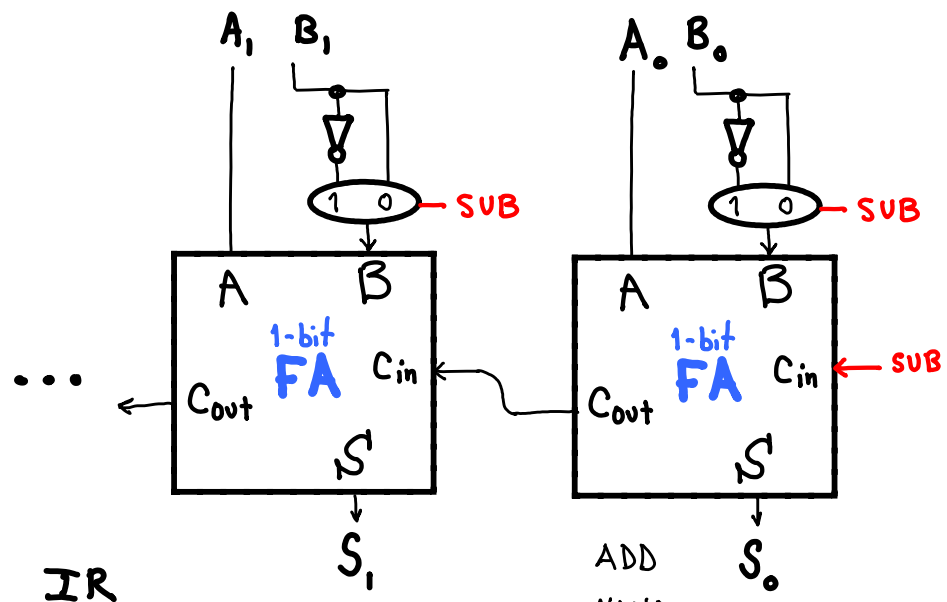 A₁ B₁ A₀ B₀
1 0 SUB 1 0 SUB
A B A B
1-bit 1-bit
FA Cin FA Cin SUB
... Cout Cout
S S
S₁ ADD S₀
IR